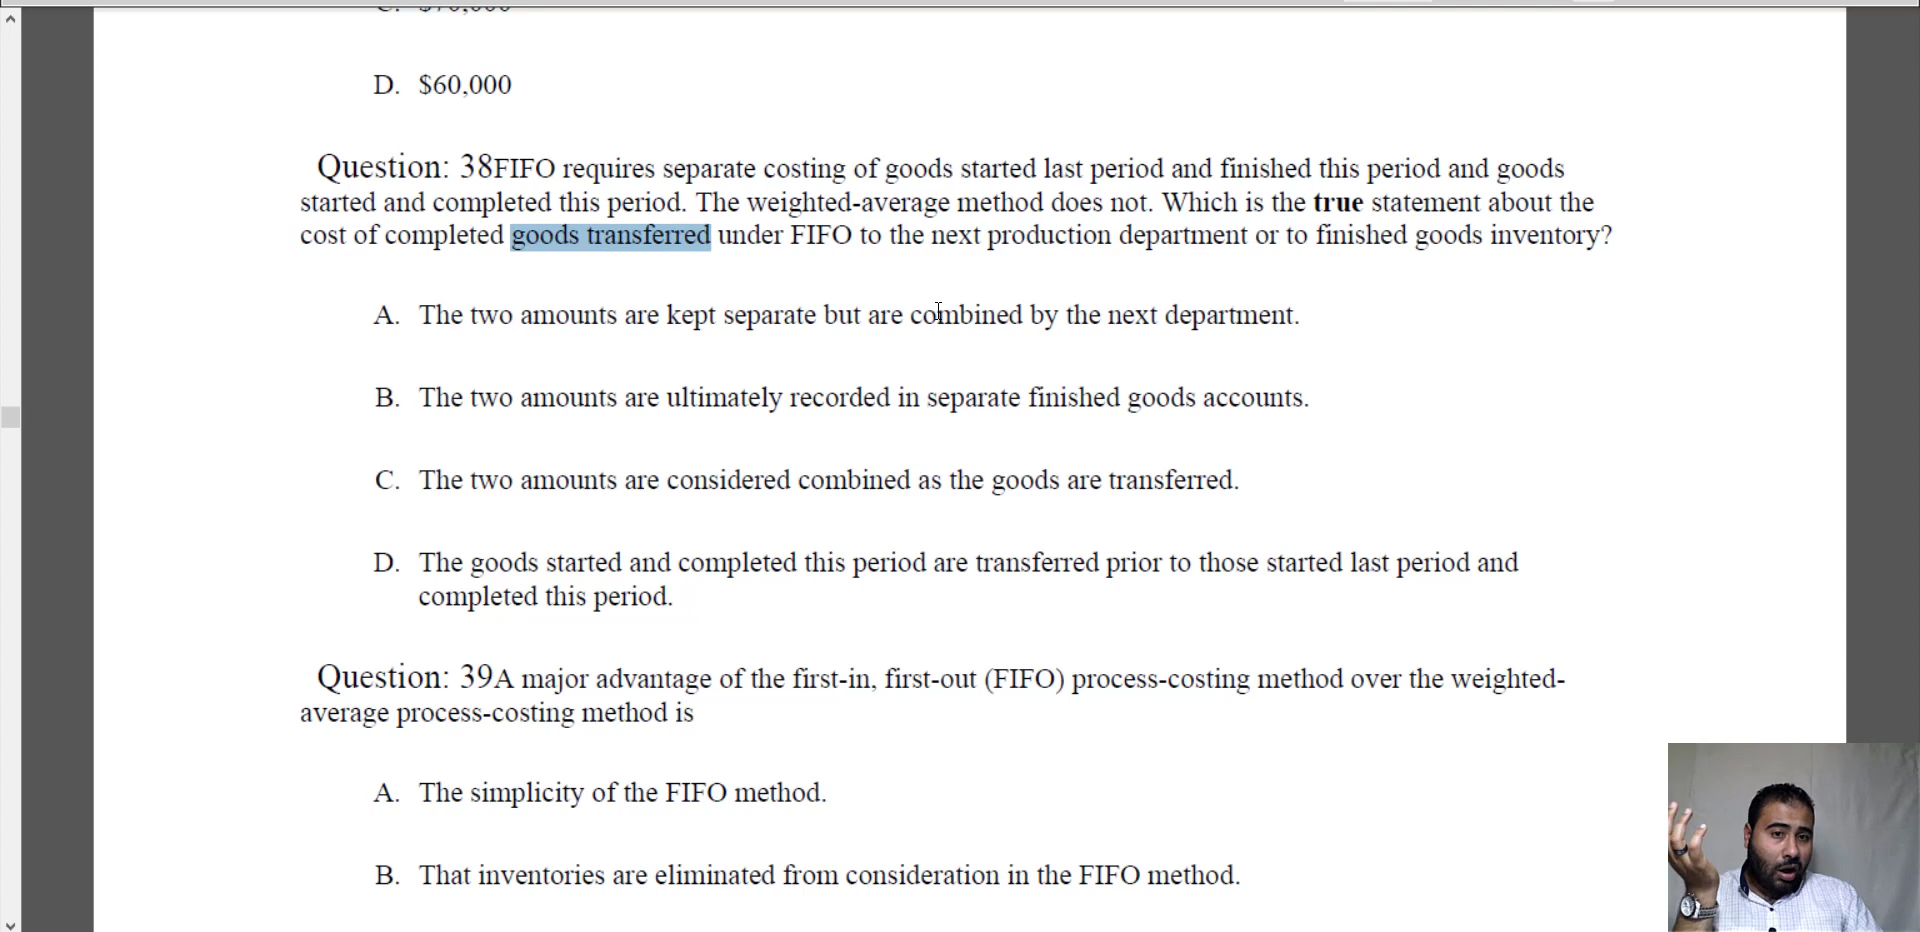 D. $60,000
Question: 38FIFO requires separate costing of goods started last period and finished this period and goods
started and completed this period. The weighted-average method does not. Which is the true statement about the
cost of completed goods transferred under FIFO to the next production department or to finished goods inventory?
A. The two amounts are kept separate but are combined by the next department.
B. The two amounts are ultimately recorded in separate finished goods accounts.
C. The two amounts are considered combined as the goods are transferred.
D. The goods started and completed this period are transferred prior to those started last period and
completed this period.
Question: 39A major advantage of the first-in, first-out (FIFO) process-costing method over the weighted-
average process-costing method is
A. The simplicity of the FIFO method.
B. That inventories are eliminated from consideration in the FIFO method.